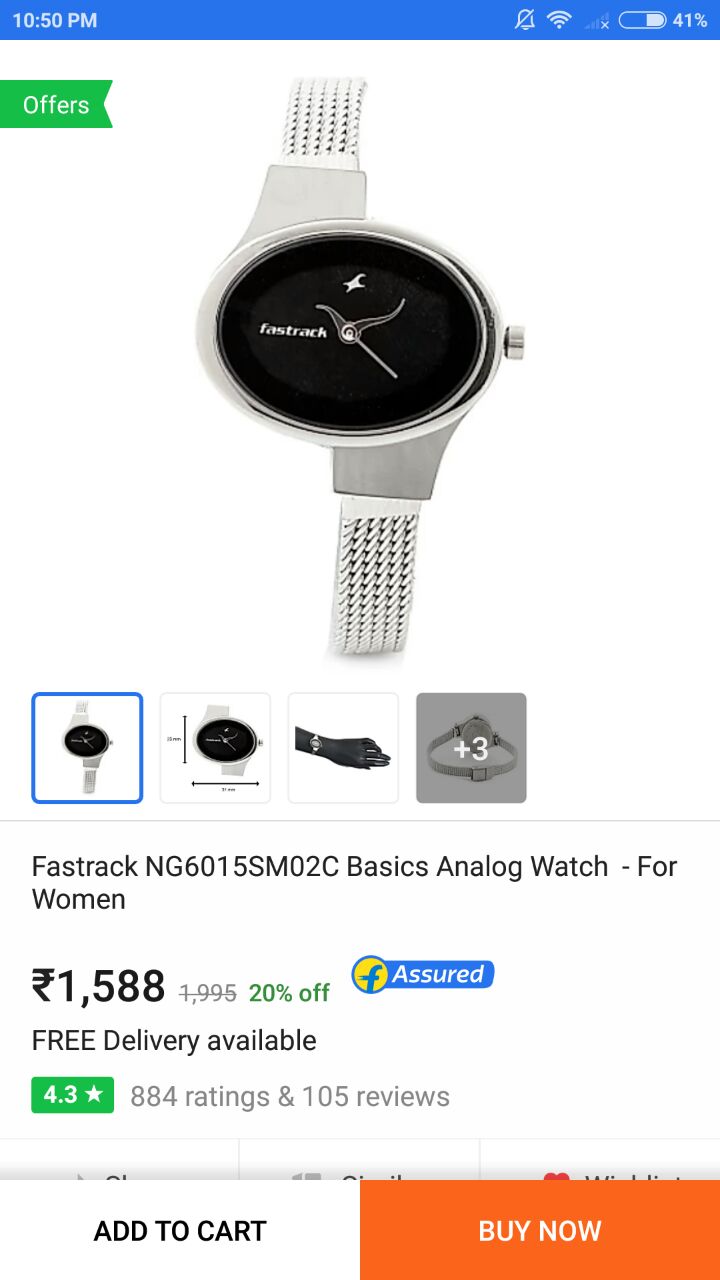 10:50 PM
41%
Offers
fastrack
+3
Fastrack NG6015SM02C Basics Analog Watch - For
Women
₹1,588 1,995 20% off
Assured
FREE Delivery available
4.3 ★ 884 ratings & 105 reviews
ADD TO CART
BUY NOW